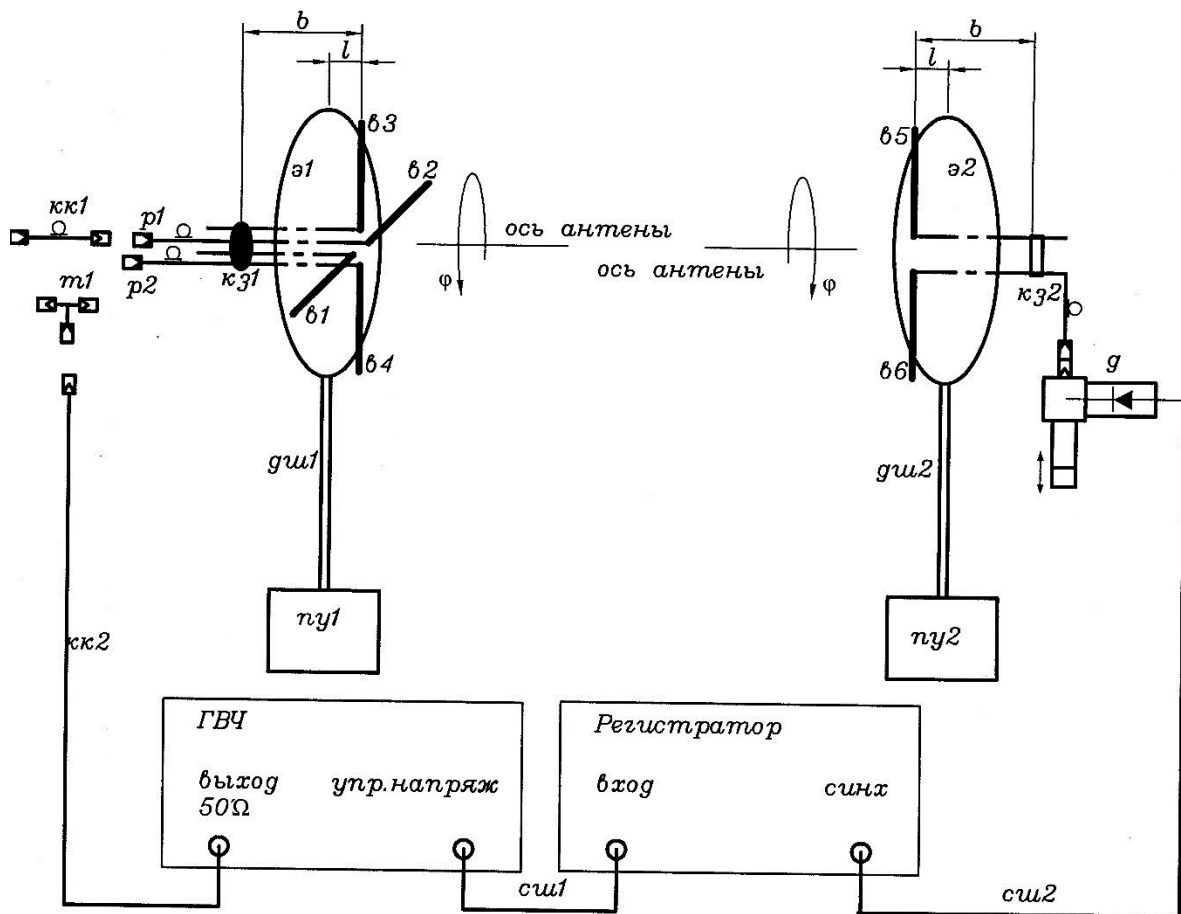 b
l
в3
э1
в2
кк1
р1
р2
кз1
т1
в1
в4
ось антены
φ
дш1
пу1
кк2
b
l
в5
э2
ось антены
φ
кз2
в6
д
дш2
пу2
ГВЧ
выход
50Ω
упр.напряж
Регистратор
вход
синх
сш1
сш2